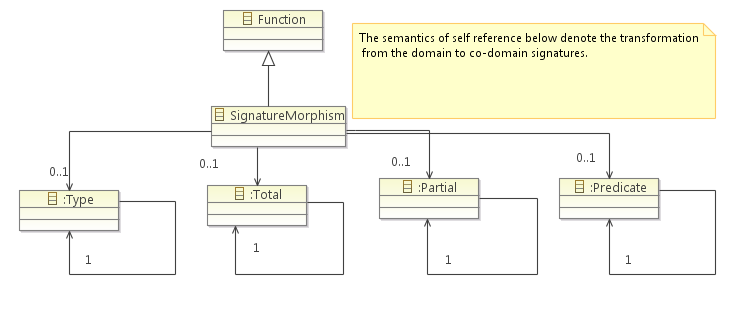 Function
The semantics of self reference below denote the transformation
from the domain to co-domain signatures.
SignatureMorphism
0..1
0..1
0..1
0..1
:Type
:Total
:Partial
:Predicate
1
1
1
1